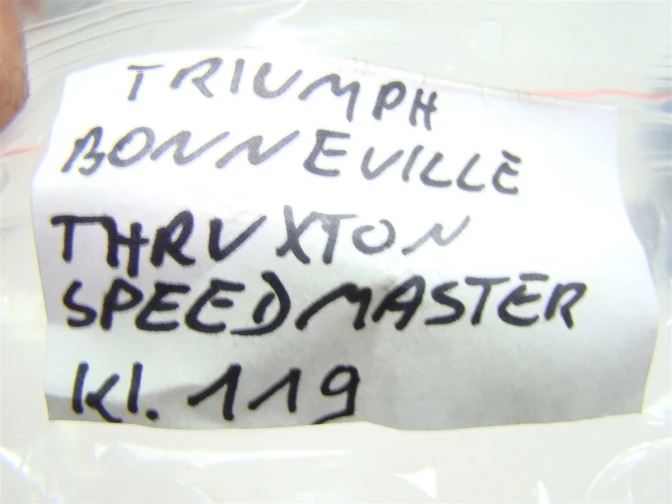 TRIUMPH
BONNEVILLE
THRUXTON
SPEEDMASTER
Kl. 119